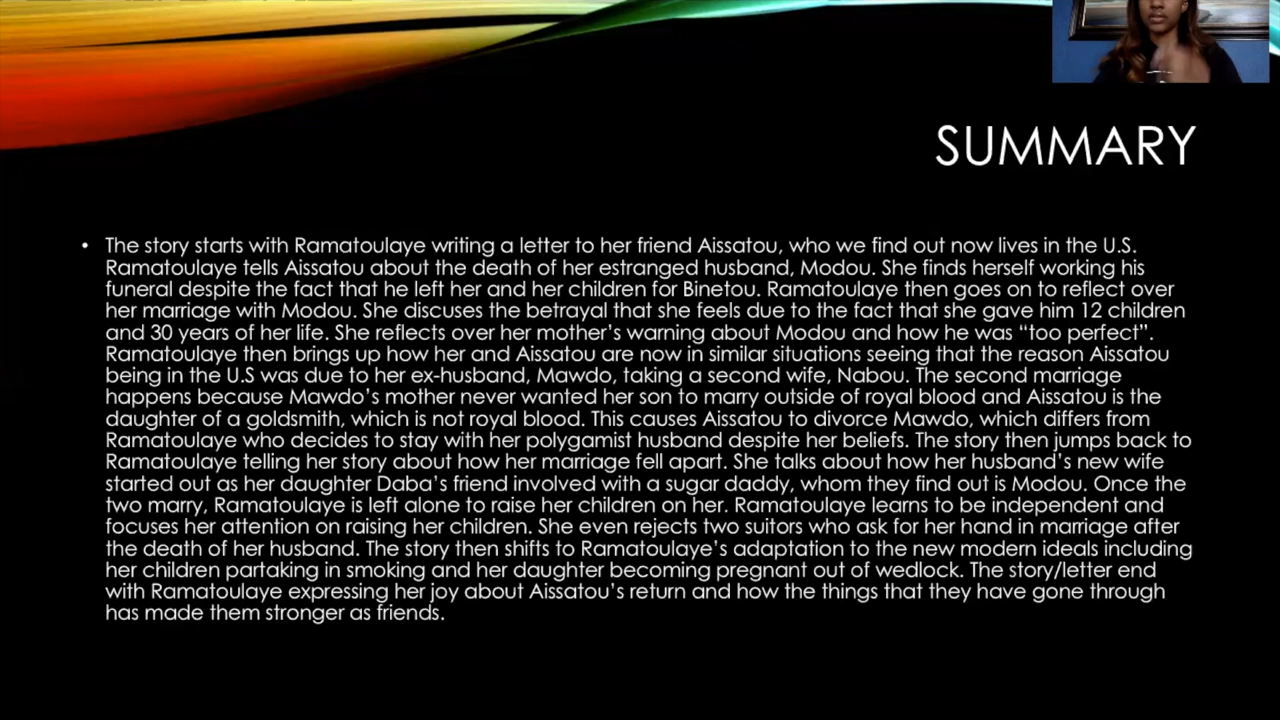 SUMMARY
• The story starts with Ramatoulaye writing a letter to her friend Aissatou, who we find out now lives in the U.S.
Ramatoulaye tells Aissatou about the death of her estranged husband, Modou. She finds herself working his
funeral despite the fact that he left her and her children for Binetou. Ramatoulaye then goes on to reflect over
her marriage with Modou. She discuses the betrayal that she feels due to the fact that she gave him 12 children
and 30 years of her life. She reflects over her mother’s warning about Modou and how he was “too perfect”.
Ramatoulaye then brings up how her and Aissatou are now in similar situations seeing that the reason Aissatou
being in the U.S was due to her ex-husband, Mawdo, taking a second wife, Nabou. The second marriage
happens because Mawdo’s mother never wanted her son to marry outside of royal blood and Aissatou is the
daughter of a goldsmith, which is not royal blood. This causes Aissatou to divorce Mawdo, which differs from
Ramatoulaye who decides to stay with her polygamist husband despite her beliefs. The story then jumps back to
Ramatoulaye telling her story about how her marriage fell apart. She talks about how her husband’s new wife
started out as her daughter Daba’s friend involved with a sugar daddy, whom they find out is Modou. Once the
two marry, Ramatoulaye is left alone to raise her children on her. Ramatoulaye learns to be independent and
focuses her attention on raising her children. She even rejects two suitors who ask for her hand in marriage after
the death of her husband. The story then shifts to Ramatoulaye’s adaptation to the new modern ideals including
her children partaking in smoking and her daughter becoming pregnant out of wedlock. The story/letter end
with Ramatoulaye expressing her joy about Aissatou’s return and how the things that they have gone through
has made them stronger as friends.